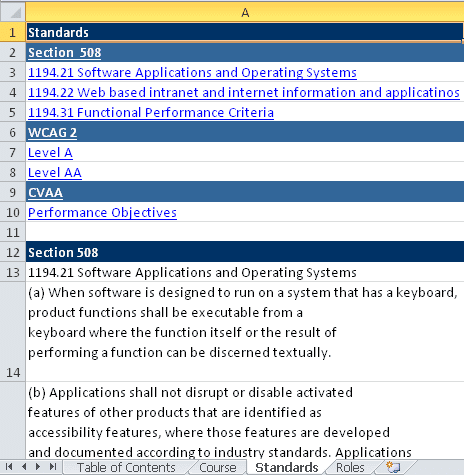 A
1 Standards
2 Section 508
3 1194.21 Software Applications and Operating Systems
4 1194.22 Web based intranet and internet information and applicatinos
5 1194.31 Functional Performance Criteria
6 WCAG 2
7 Level A
8 Level AA
9 CVAA
10 Performance Objectives
11
12 Section 508
13 1194.21 Software Applications and Operating Systems
(a) When software is designed to run on a system that has a keyboard,
product functions shall be executable from a
keyboard where the function itself or the result of
performing a function can be discerned textually.
14
(b) Applications shall not disrupt or disable activated
features of other products that are identified as
accessibility features, where those features are developed
and documented according to industry standards. Applications
Table of Contents Course Standards Roles